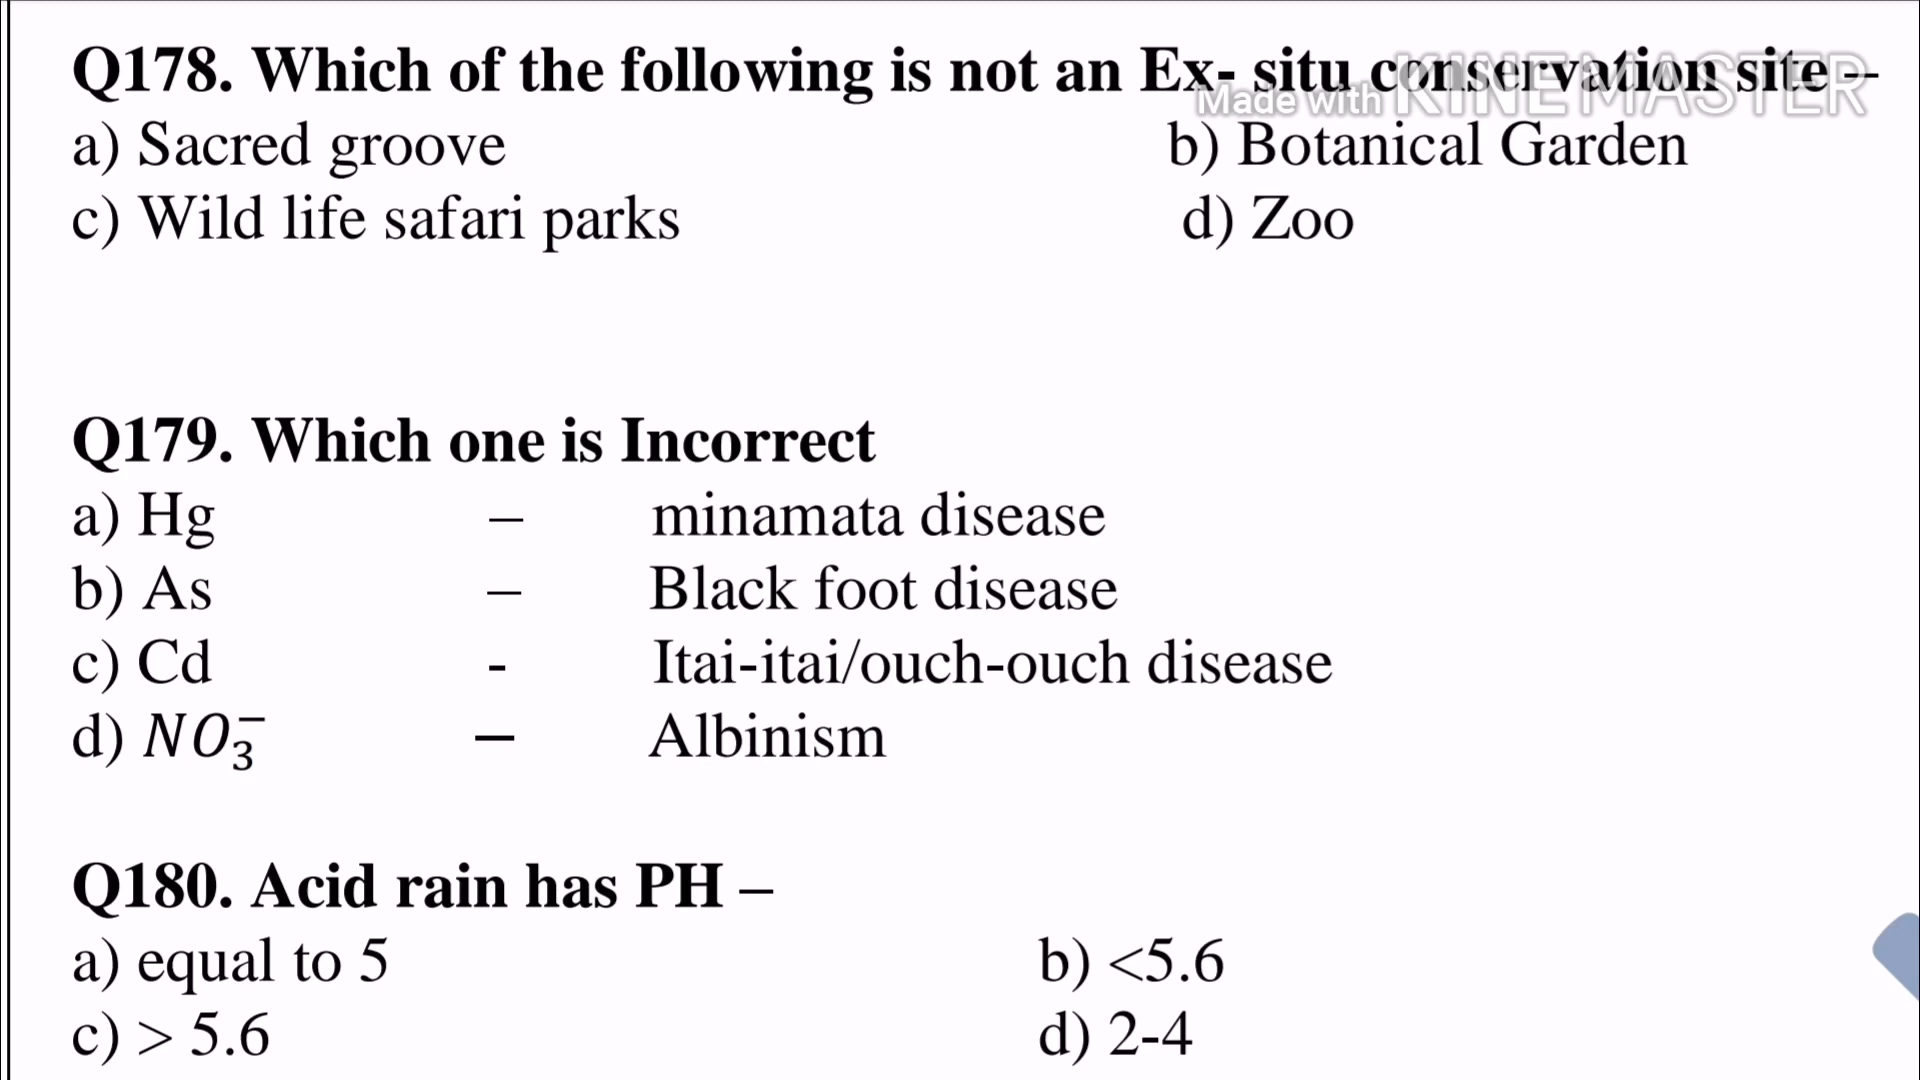 Q178. Which of the following is not an Ex- situ conservation site –
Made with KINEMASTER
a) Sacred groove b) Botanical Garden
c) Wild life safari parks d) Zoo
Q179. Which one is Incorrect
a) Hg – minamata disease
b) As – Black foot disease
c) Cd - Itai-itai/ouch-ouch disease
d) NO₃⁻ – Albinism
Q180. Acid rain has PH –
a) equal to 5 b) <5.6
c) > 5.6 d) 2-4